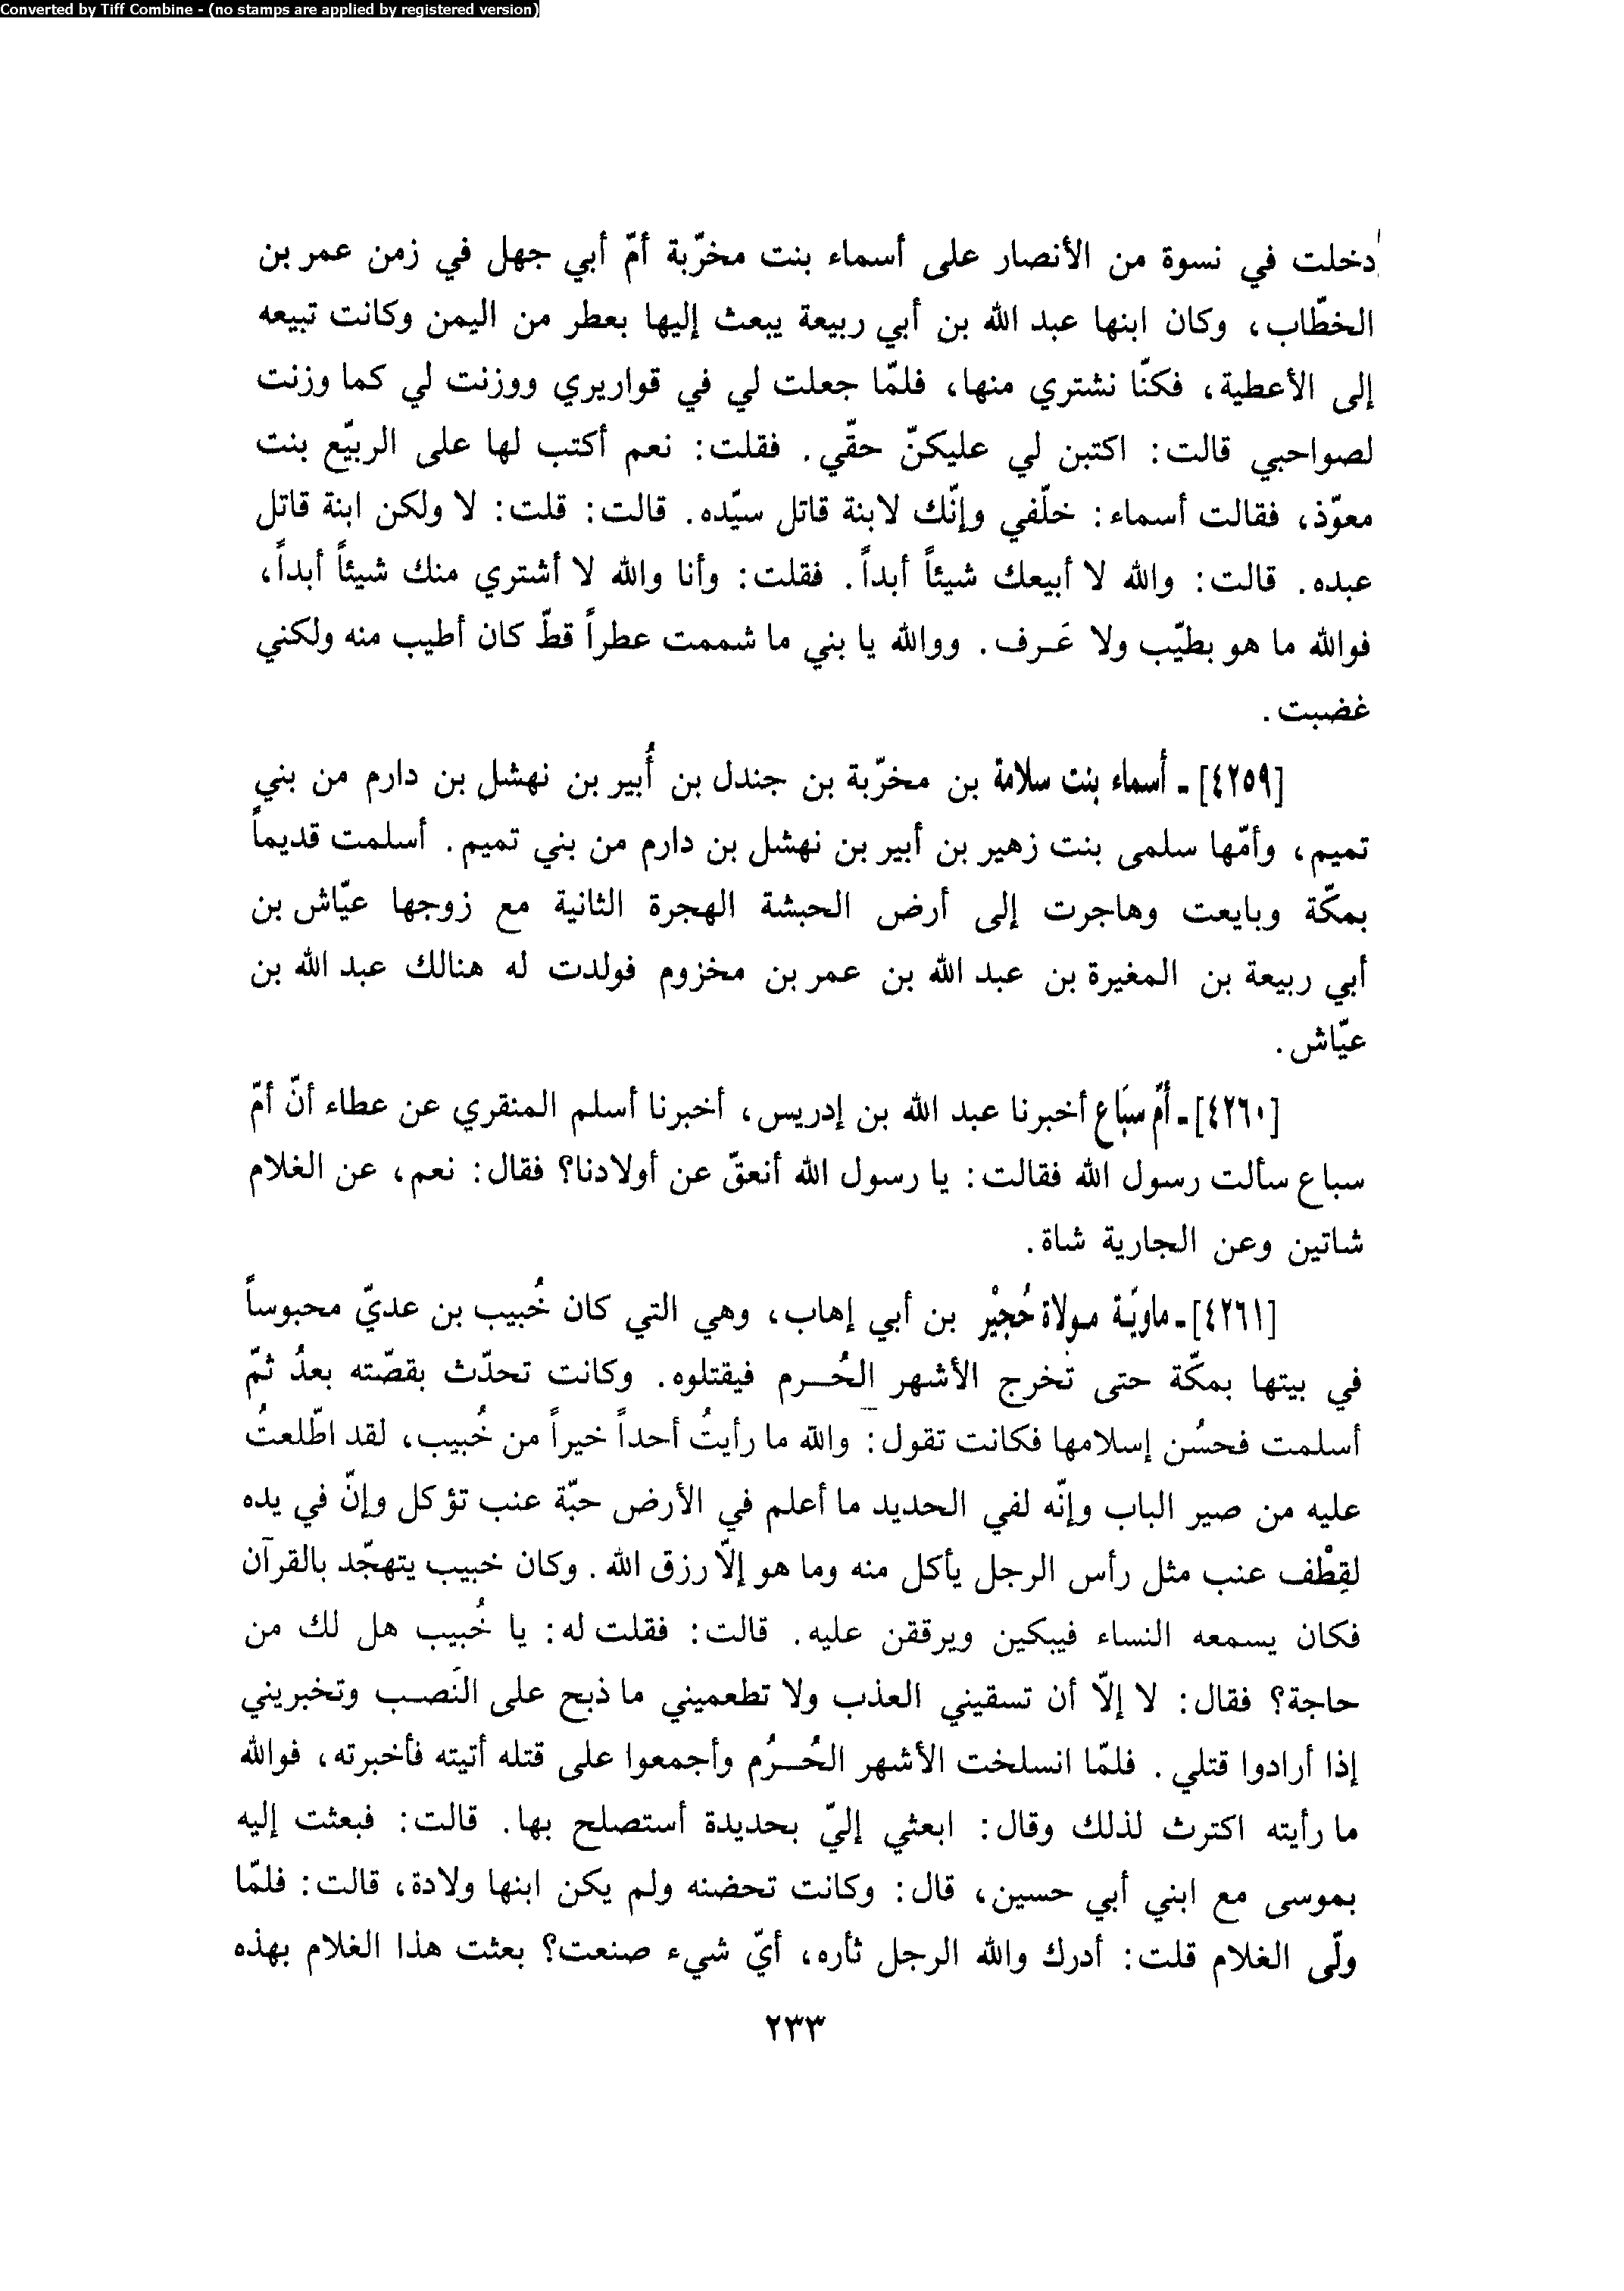 Converted by Tiff Combine - (no stamps are applied by registered version)
دخلت في نسوة من الأنصار على أسماء بنت مخرّبة أمّ أبي جهل في زمن عمر بن
الخطّاب، وكان ابنها عبد الله بن أبي ربيعة يبعث إليها بعطر من اليمن وكانت تبيعه
إلى الأعطية، فكنّا نشتري منها، فلمّا جعلت لي في قواريري ووزنت لي كما وزنت
لصواحبي قالت: اكتبن لي عليكنّ حقّي. فقلت: نعم أكتب لها على الربيّع بنت
معوّذ، فقالت أسماء: خلّفي وإنّك لابنة قاتل سيّده. قالت: قلت: لا ولكن ابنة قاتل
عبده. قالت: والله لا أبيعك شيئاً أبداً. فقلت: وأنا والله لا أشتري منك شيئاً أبداً،
فوالله ما هو بطيّب ولا عَرف. ووالله يا بني ما شممت عطراً قطّ كان أطيب منه ولكني
غضبت.
[٤٢٥٩] - أسماء بنت سلامة بن مخرّبة بن جندل بن أُبير بن نهشل بن دارم من بني
تميم، وأمّها سلمى بنت زهير بن أبير بن نهشل بن دارم من بني تميم. أسلمت قديماً
بمكّة وبايعت وهاجرت إلى أرض الحبشة الهجرة الثانية مع زوجها عيّاش بن
أبي ربيعة بن المغيرة بن عبد الله بن عمر بن مخزوم فولدت له هنالك عبد الله بن
عيّاش.
[٤٢٦٠] - أمّ سبَاع أخبرنا عبد الله بن إدريس، أخبرنا أسلم المنقري عن عطاء أنّ أمّ
سباع سألت رسول الله فقالت: يا رسول الله أنعقّ عن أولادنا؟ فقال: نعم، عن الغلام
شاتين وعن الجارية شاة.
[٤٢٦١] - ماويَـة مـولاة حُجيْر بن أبي إهاب، وهي التي كان خُبيب بن عديّ محبوساً
في بيتها بمكّة حتى تخرج الأشهر الحُـرم فيقتلوه. وكانت تحدّث بقصّته بعدُ ثمّ
أسلمت فحسُن إسلامها فكانت تقول: والله ما رأيتُ أحداً خيراً من خُبيب، لقد اطّلعتُ
عليه من صير الباب وإنّه لفي الحديد ما أعلم في الأرض حبّة عنب تؤكل وإنّ في يده
لقِطْف عنب مثل رأس الرجل يأكل منه وما هو إلاّ رزق الله. وكان خبيب يتهجّد بالقرآن
فكان يسمعه النساء فيبكين ويرققن عليه. قالت: فقلت له: يا خُبيب هل لك من
حاجة؟ فقال: لا إلاّ أن تسقيني العذب ولا تطعميني ما ذبح على النَصب وتخبريني
إذا أرادوا قتلي. فلمّا انسلخت الأشهر الحُـرُم وأجمعوا على قتله أتيته فأخبرته، فوالله
ما رأيته اكترث لذلك وقال: ابعثي إليّ بحديدة أستصلح بها. قالت: فبعثت إليه
بموسى مع ابني أبي حسين، قال: وكانت تحضنه ولم يكن ابنها ولادة، قالت: فلمّا
ولّى الغلام قلت: أدرك والله الرجل ثأره، أيّ شيء صنعت؟ بعثت هذا الغلام بهذه
٢٣٣